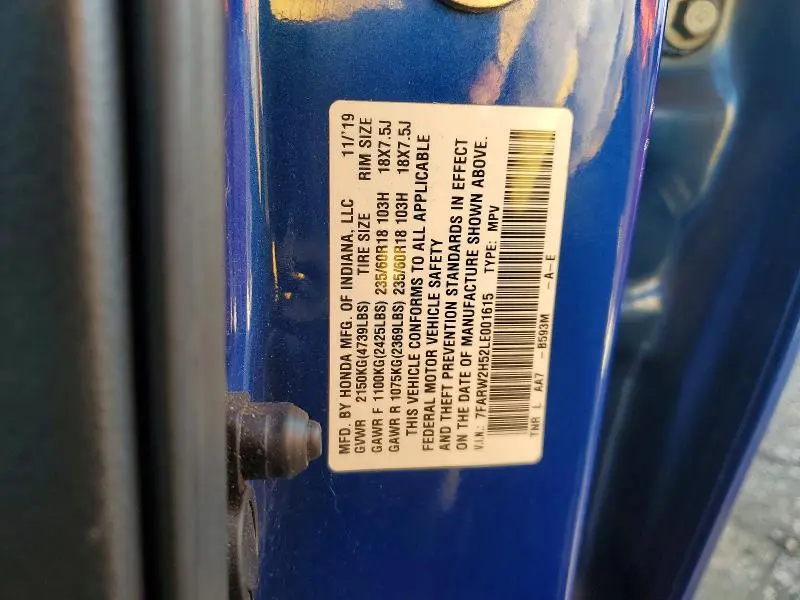 MFD. BY HONDA MFG. OF INDIANA, LLC 11/'19
GVWR 2150KG(4739LBS) TIRE SIZE RIM SIZE
GAWR F 1100KG(2425LBS) 235/60R18 103H 18X7.5J
GAWR R 1075KG(2369LBS) 235/60R18 103H 18X7.5J
THIS VEHICLE CONFORMS TO ALL APPLICABLE
FEDERAL MOTOR VEHICLE SAFETY
AND THEFT PREVENTION STANDARDS IN EFFECT
ON THE DATE OF MANUFACTURE SHOWN ABOVE.
V.I.N.: 7FARW2H52LE001615 TYPE: MPV
TNR L AA7 -B593M -A-E